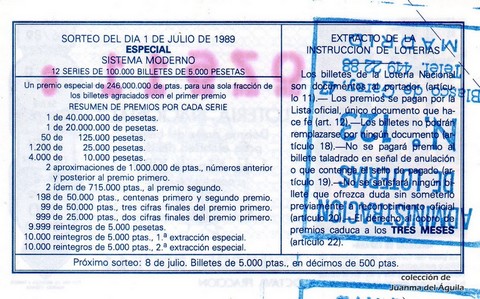 SORTEO DEL DIA 1 DE JULIO DE 1989
ESPECIAL
SISTEMA MODERNO
12 SERIES DE 100.000 BILLETES DE 5.000 PESETAS
Un premio especial de 246.000.000 de ptas. para una sola fracción de
los billetes agraciados con el primer premio
RESUMEN DE PREMIOS POR CADA SERIE
1 de 40.000.000 de pesetas.
1 de 20.000.000 de pesetas.
50 de 125.000 pesetas.
1.200 de 25.000 pesetas.
4.000 de 10.000 pesetas.
2 aproximaciones de 1.000.000 de ptas., números anterior
y posterior al primer premio.
2 idem de 715.000 ptas., al segundo premio.
198 de 50.000 ptas., centenas primero y segundo premio.
99 de 50.000 ptas., tres cifras finales del primer premio.
999 de 25.000 ptas., dos cifras finales del primer premio.
9.999 reintegros de 5.000 pesetas.
10.000 reintegros de 5.000 ptas., 1.ª extracción especial.
10.000 reintegros de 5.000 ptas., 2.ª extracción especial.
EXTRACTO DE LA
INSTRUCCION DE LOTERIAS
Los billetes de la Lotería Nacional
son documentos al portador (artícu-
lo 11).— Los premios se pagan por la
Lista oficial, único documento que ha-
ce fe (art. 12).—Los billetes no podrán
remplazarse por ningún documento (ar-
tículo 18).—No se pagará premio al
billete taladrado en señal de anulación o
que contenga el sello pagado (ar-
tículo 19).—No se satisfará ningún bi-
llete que ofrezca duda sin someterlo
previamente a reconocimiento oficial
(artículo 20).—El derecho al cobro de
premios caduca a los TRES MESES
(artículo 22).
Próximo sorteo: 8 de julio. Billetes de 5.000 ptas., en décimos de 500 ptas.
ADMINISTRACION
DE LOTERIAS
N.º 123
Telef. 449 22 88
colección de
Juanma del Águila